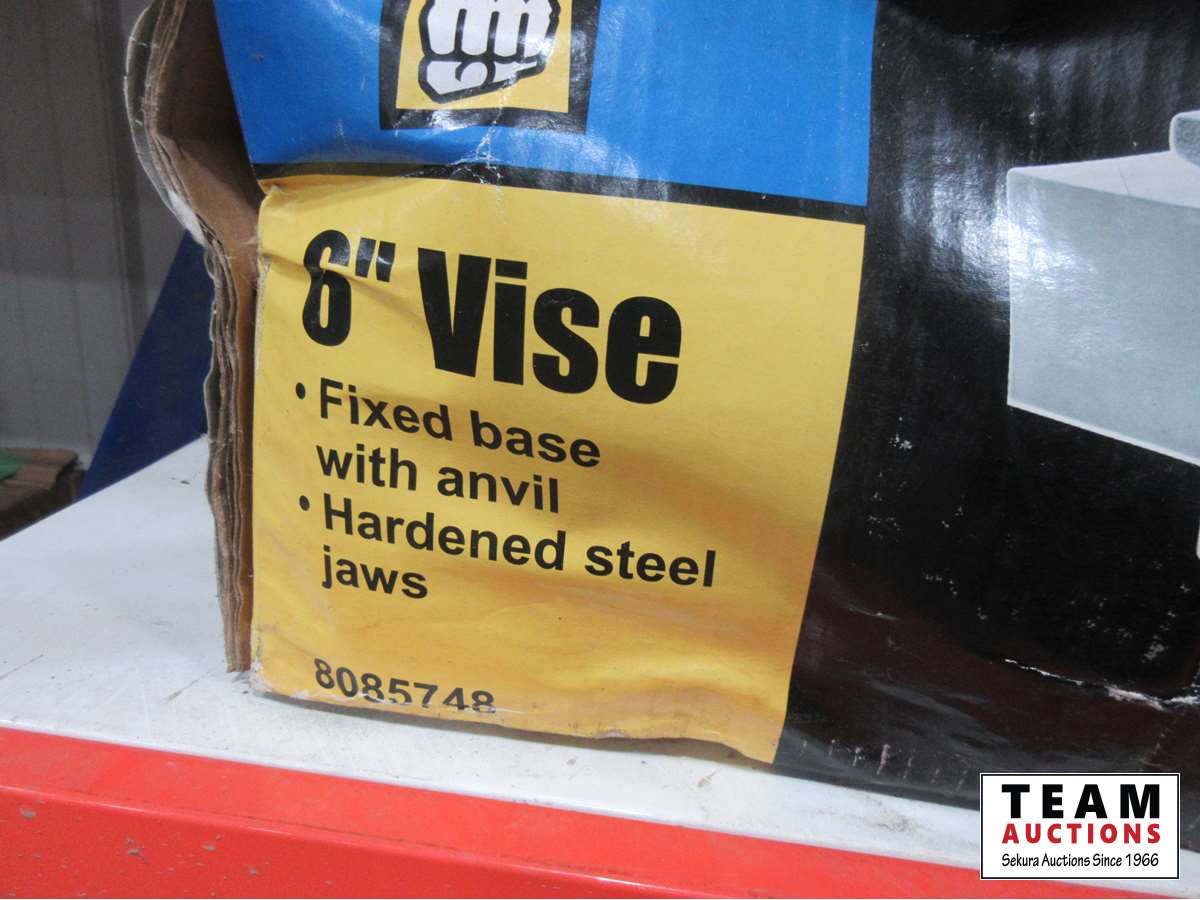 6" Vise
• Fixed base
with anvil
• Hardened steel
jaws
8085748
TEAM
AUCTIONS
Sekura Auctions Since 1966